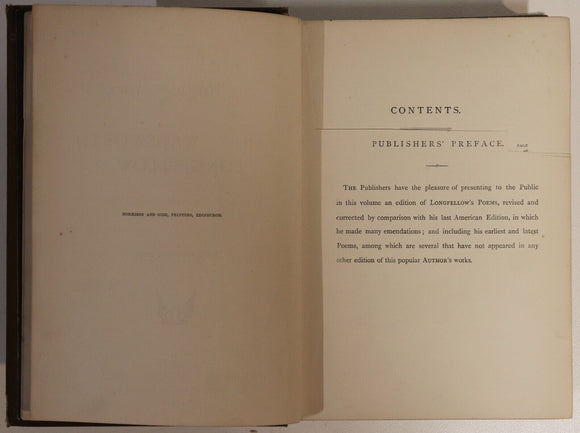 MORRISON AND GIBB, PRINTERS, EDINBURGH.
CONTENTS.
PUBLISHERS' PREFACE.
PAGE
THE Publishers have the pleasure of presenting to the Public
in this volume an edition of LONGFELLOW'S POEMS, revised and
corrected by comparison with his last American Edition, in which
he made many emendations; and including his earliest and latest
Poems, among which are several that have not appeared in any
other edition of this popular AUTHOR'S works.